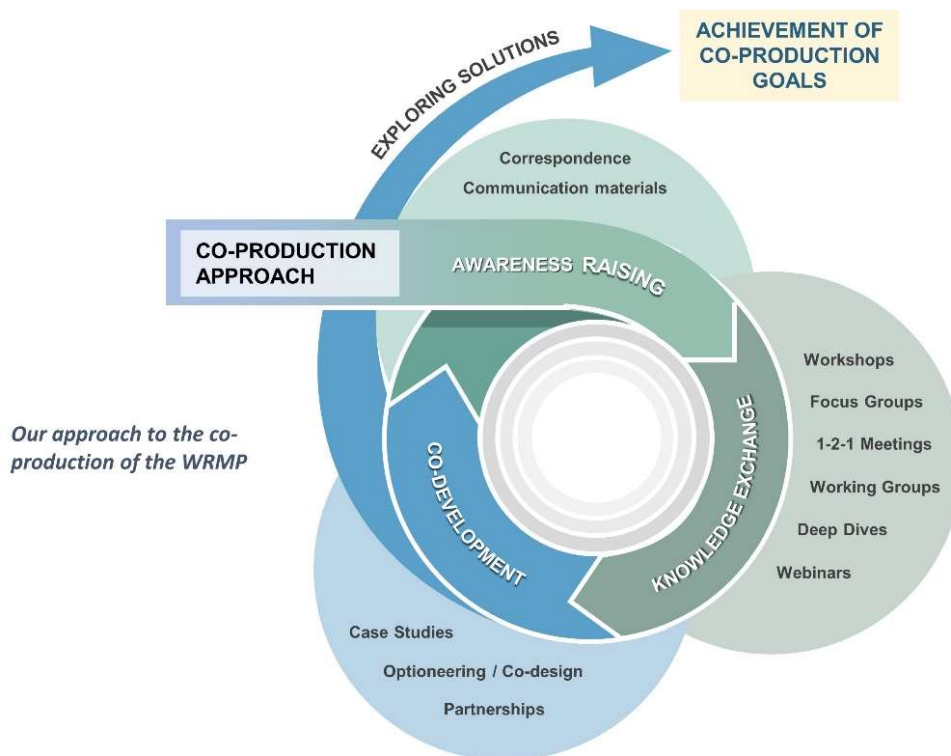 ACHIEVEMENT OF
CO-PRODUCTION
GOALS
EXPLORING SOLUTIONS
Correspondence
Communication materials
CO-PRODUCTION
APPROACH
AWARENESS RAISING
Workshops
Focus Groups
1-2-1 Meetings
Working Groups
Deep Dives
Webinars
KNOWLEDGE EXCHANGE
Our approach to the co-
production of the WRMP
CO-DEVELOPMENT
Case Studies
Optioneering / Co-design
Partnerships